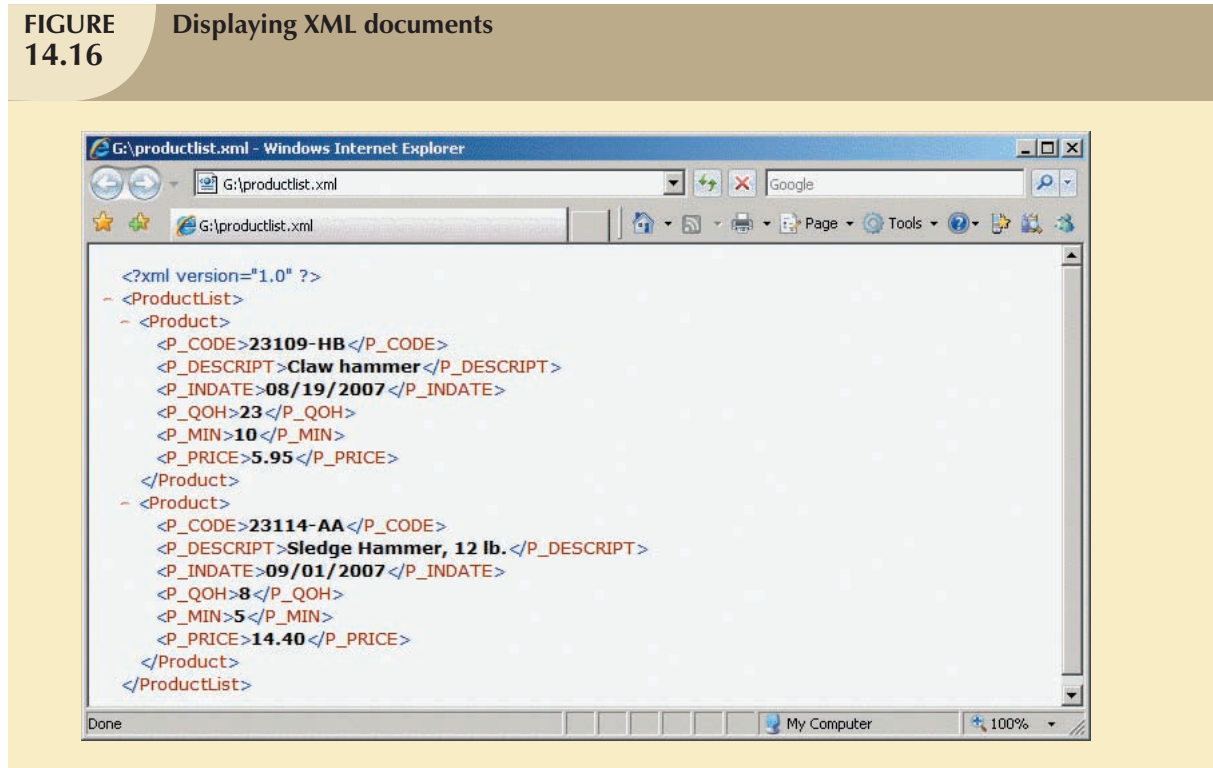 FIGURE 14.16
Displaying XML documents
G:\productlist.xml - Windows Internet Explorer
G:\productlist.xml
Google
G:\productlist.xml
Page
Tools
<?xml version="1.0" ?>
- <ProductList>
- <Product>
<P_CODE>23109-HB</P_CODE>
<P_DESCRIPT>Claw hammer</P_DESCRIPT>
<P_INDATE>08/19/2007</P_INDATE>
<P_QOH>23</P_QOH>
<P_MIN>10</P_MIN>
<P_PRICE>5.95</P_PRICE>
</Product>
- <Product>
<P_CODE>23114-AA</P_CODE>
<P_DESCRIPT>Sledge Hammer, 12 lb.</P_DESCRIPT>
<P_INDATE>09/01/2007</P_INDATE>
<P_QOH>8</P_QOH>
<P_MIN>5</P_MIN>
<P_PRICE>14.40</P_PRICE>
</Product>
</ProductList>
Done
My Computer
100%